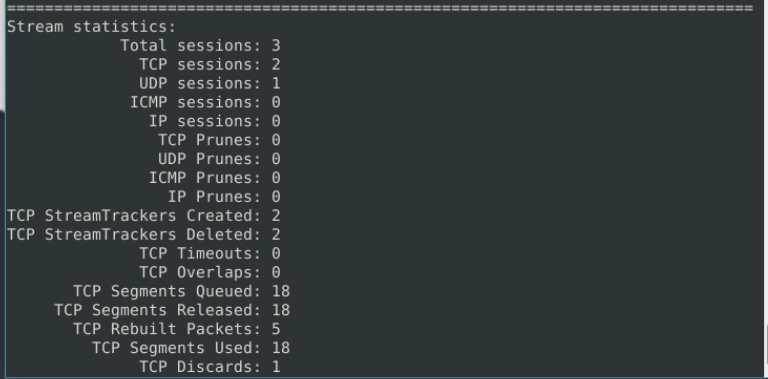 ================================================================================
Stream statistics:
Total sessions: 3
TCP sessions: 2
UDP sessions: 1
ICMP sessions: 0
IP sessions: 0
TCP Prunes: 0
UDP Prunes: 0
ICMP Prunes: 0
IP Prunes: 0
TCP StreamTrackers Created: 2
TCP StreamTrackers Deleted: 2
TCP Timeouts: 0
TCP Overlaps: 0
TCP Segments Queued: 18
TCP Segments Released: 18
TCP Rebuilt Packets: 5
TCP Segments Used: 18
TCP Discards: 1